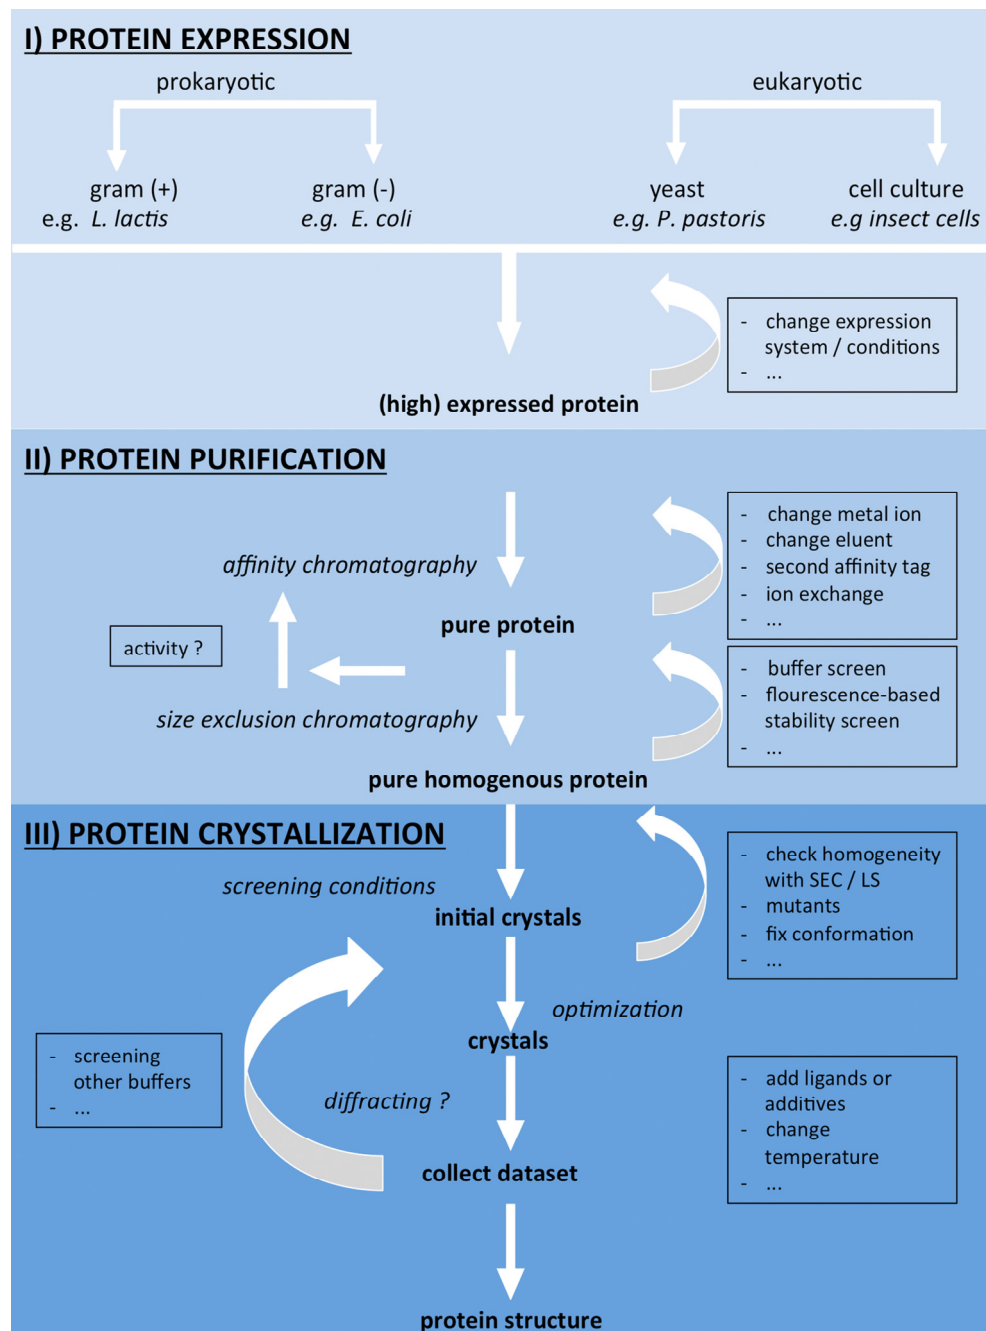 I) PROTEIN EXPRESSION
prokaryotic
eukaryotic
gram (+)
e.g. L. lactis
gram (-)
e.g. E. coli
yeast
e.g. P. pastoris
cell culture
e.g insect cells
- change expression
system / conditions
- ...
(high) expressed protein
II) PROTEIN PURIFICATION
- change metal ion
- change eluent
- second affinity tag
- ion exchange
- ...
affinity chromatography
pure protein
activity ?
- buffer screen
- flourescence-based
stability screen
- ...
size exclusion chromatography
pure homogenous protein
III) PROTEIN CRYSTALLIZATION
- check homogeneity
with SEC / LS
- mutants
- fix conformation
- ...
screening conditions
initial crystals
optimization
crystals
- screening
other buffers
- ...
diffracting ?
- add ligands or
additives
- change
temperature
- ...
collect dataset
protein structure